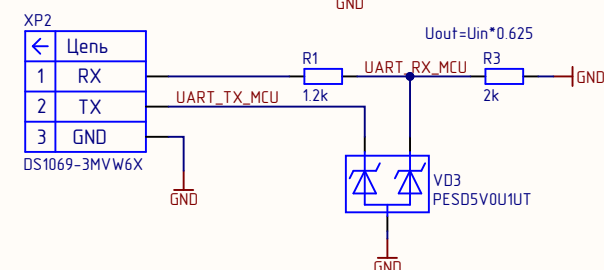 GND
XP2
Uout=Uin*0.625
← Цепь
1 RX
2 TX
3 GND
DS1069-3MVW6X
R1
1.2k
UART_RX_MCU
R3
2k
GND
UART_TX_MCU
GND
VD3
PESD5V0U1UT
GND